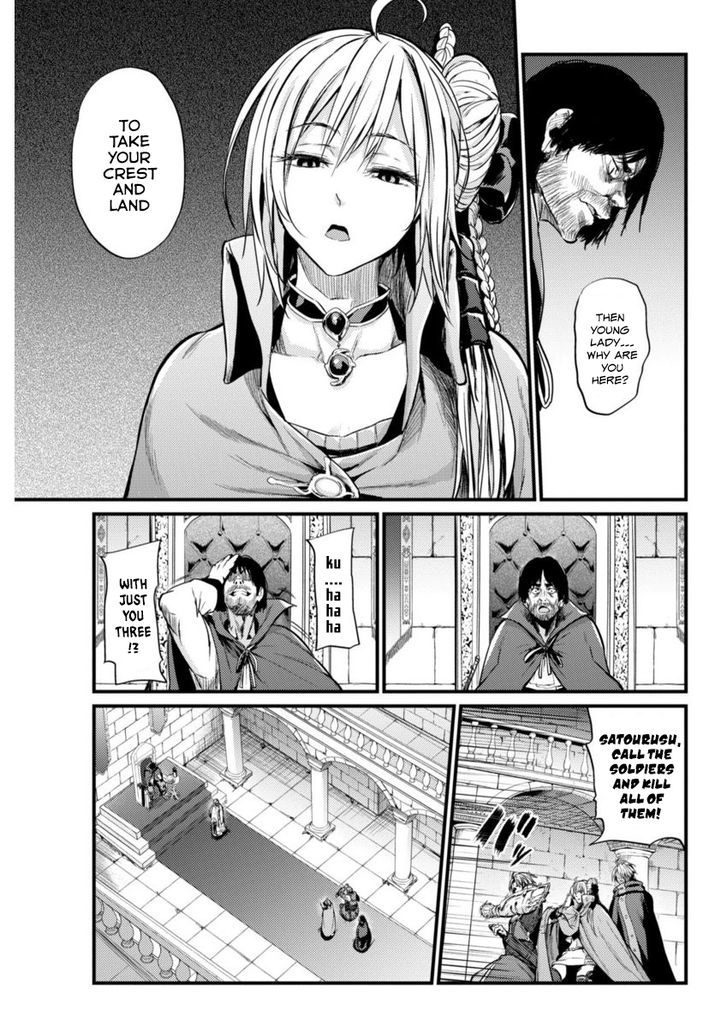 THEN
YOUNG
LADY---
WHY ARE
YOU
HERE?
TO
TAKE
YOUR
CREST
AND
LAND
ku
....
ha
ha
ha
WITH
JUST
YOU
THREE
!?
SATOURUSU,
CALL THE
SOLDIERS
AND KILL
ALL OF
THEM!